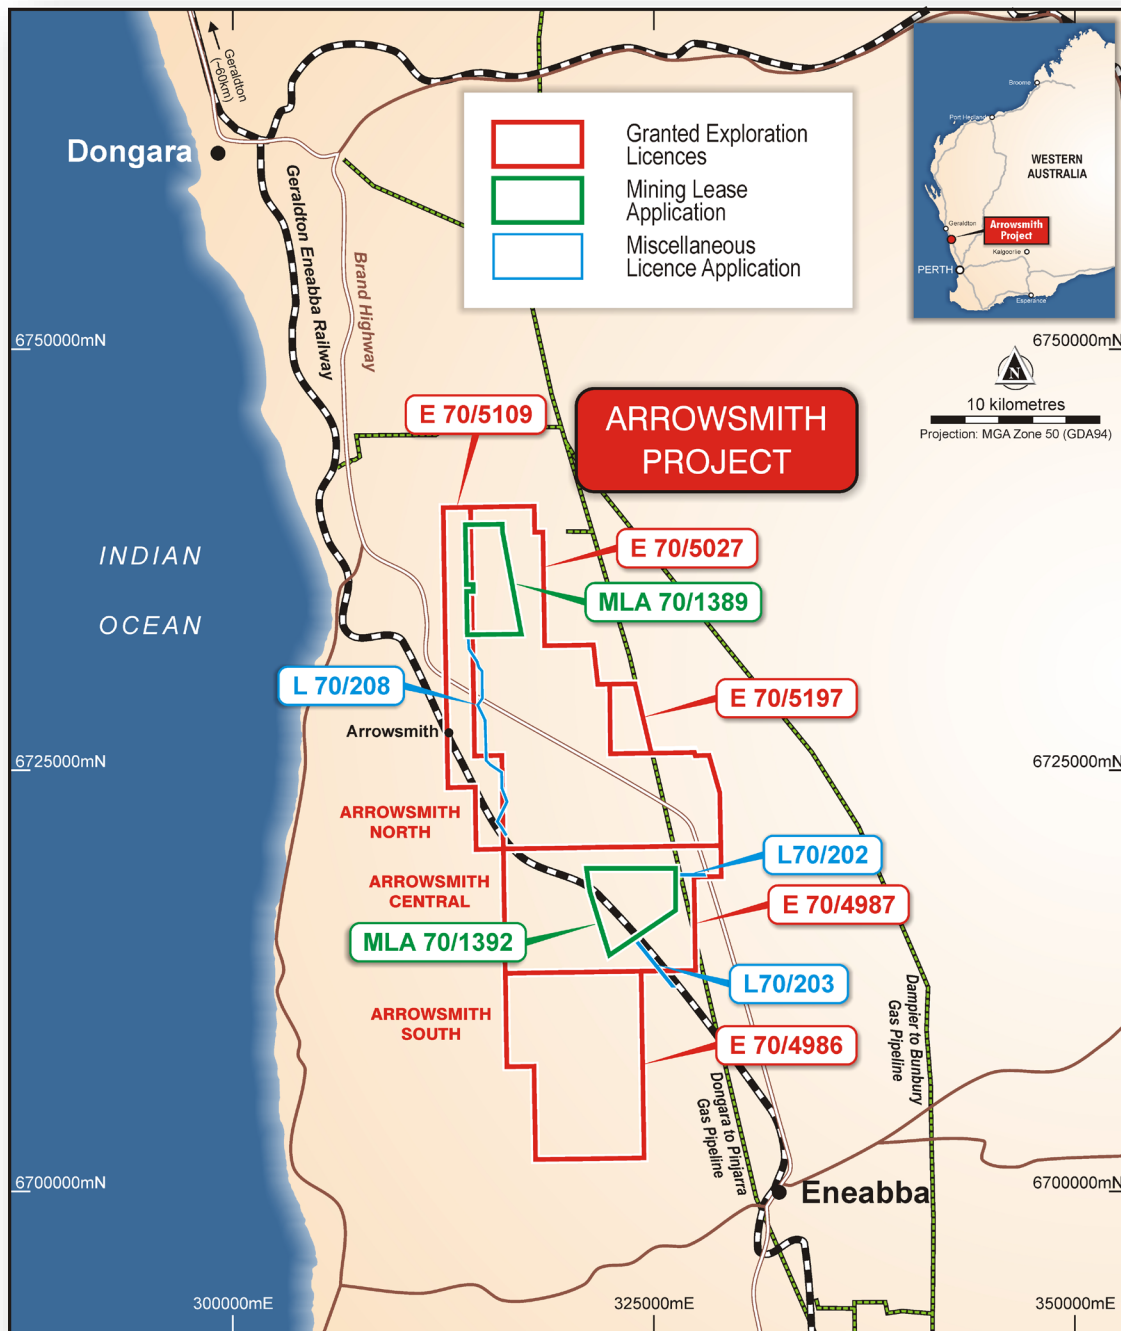 Geraldton
(~60km)
Dongara
Geraldton Eneabba Railway
Brand Highway
Granted Exploration
Licences
Mining Lease
Application
Miscellaneous
Licence Application
Broome
Port Hedland
WESTERN
AUSTRALIA
Geraldton
Arrowsmith
Project
Kalgoorlie
PERTH
Esperance
6750000mN
6750000mN
N
10 kilometres
Projection: MGA Zone 50 (GDA94)
E 70/5109
ARROWSMITH
PROJECT
INDIAN
OCEAN
E 70/5027
MLA 70/1389
L 70/208
E 70/5197
Arrowsmith
6725000mN
6725000mN
ARROWSMITH
NORTH
L70/202
ARROWSMITH
CENTRAL
E 70/4987
MLA 70/1392
L70/203
ARROWSMITH
SOUTH
E 70/4986
Dampier to Bunbury
Gas Pipeline
Dongara to Pinjarra
Gas Pipeline
6700000mN
6700000mN
Eneabba
300000mE
325000mE
350000mE